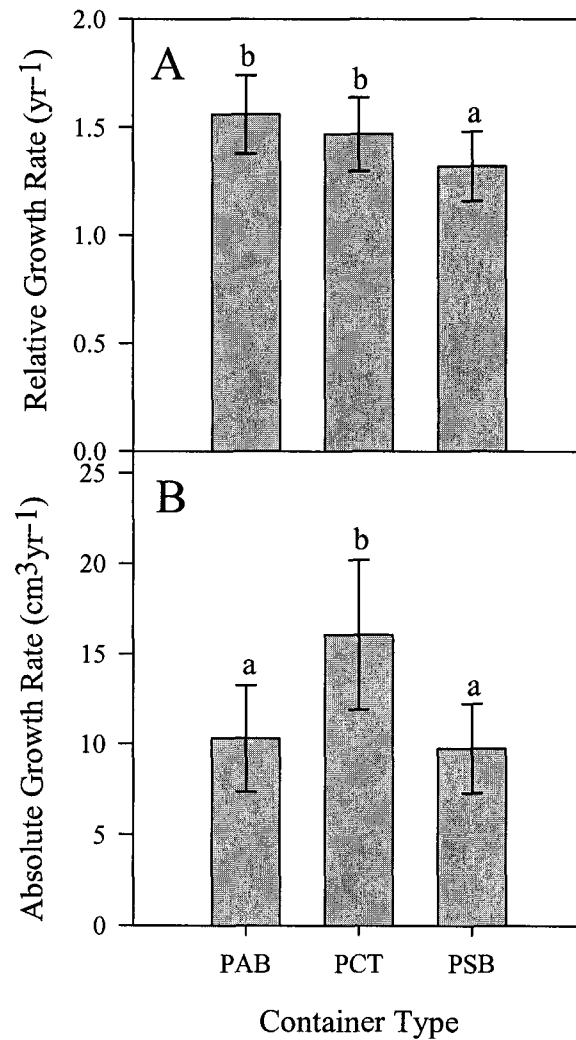 2.0
A
b
b
a
1.5
1.0
0.5
0.0
Relative Growth Rate (yr-1)
25
B
b
20
a
a
15
10
5
0
Absolute Growth Rate (cm3yr-1)
PAB PCT PSB
Container Type